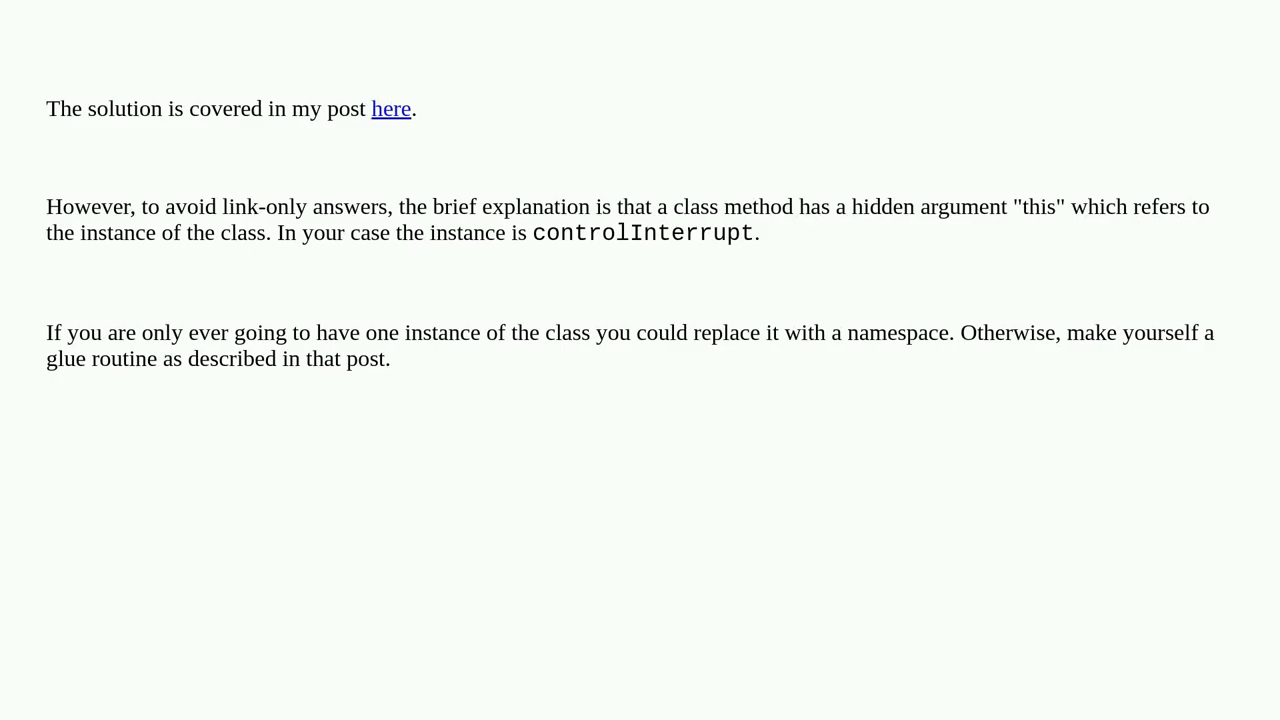 The solution is covered in my post here.
However, to avoid link-only answers, the brief explanation is that a class method has a hidden argument "this" which refers to
the instance of the class. In your case the instance is controlInterrupt.
If you are only ever going to have one instance of the class you could replace it with a namespace. Otherwise, make yourself a
glue routine as described in that post.